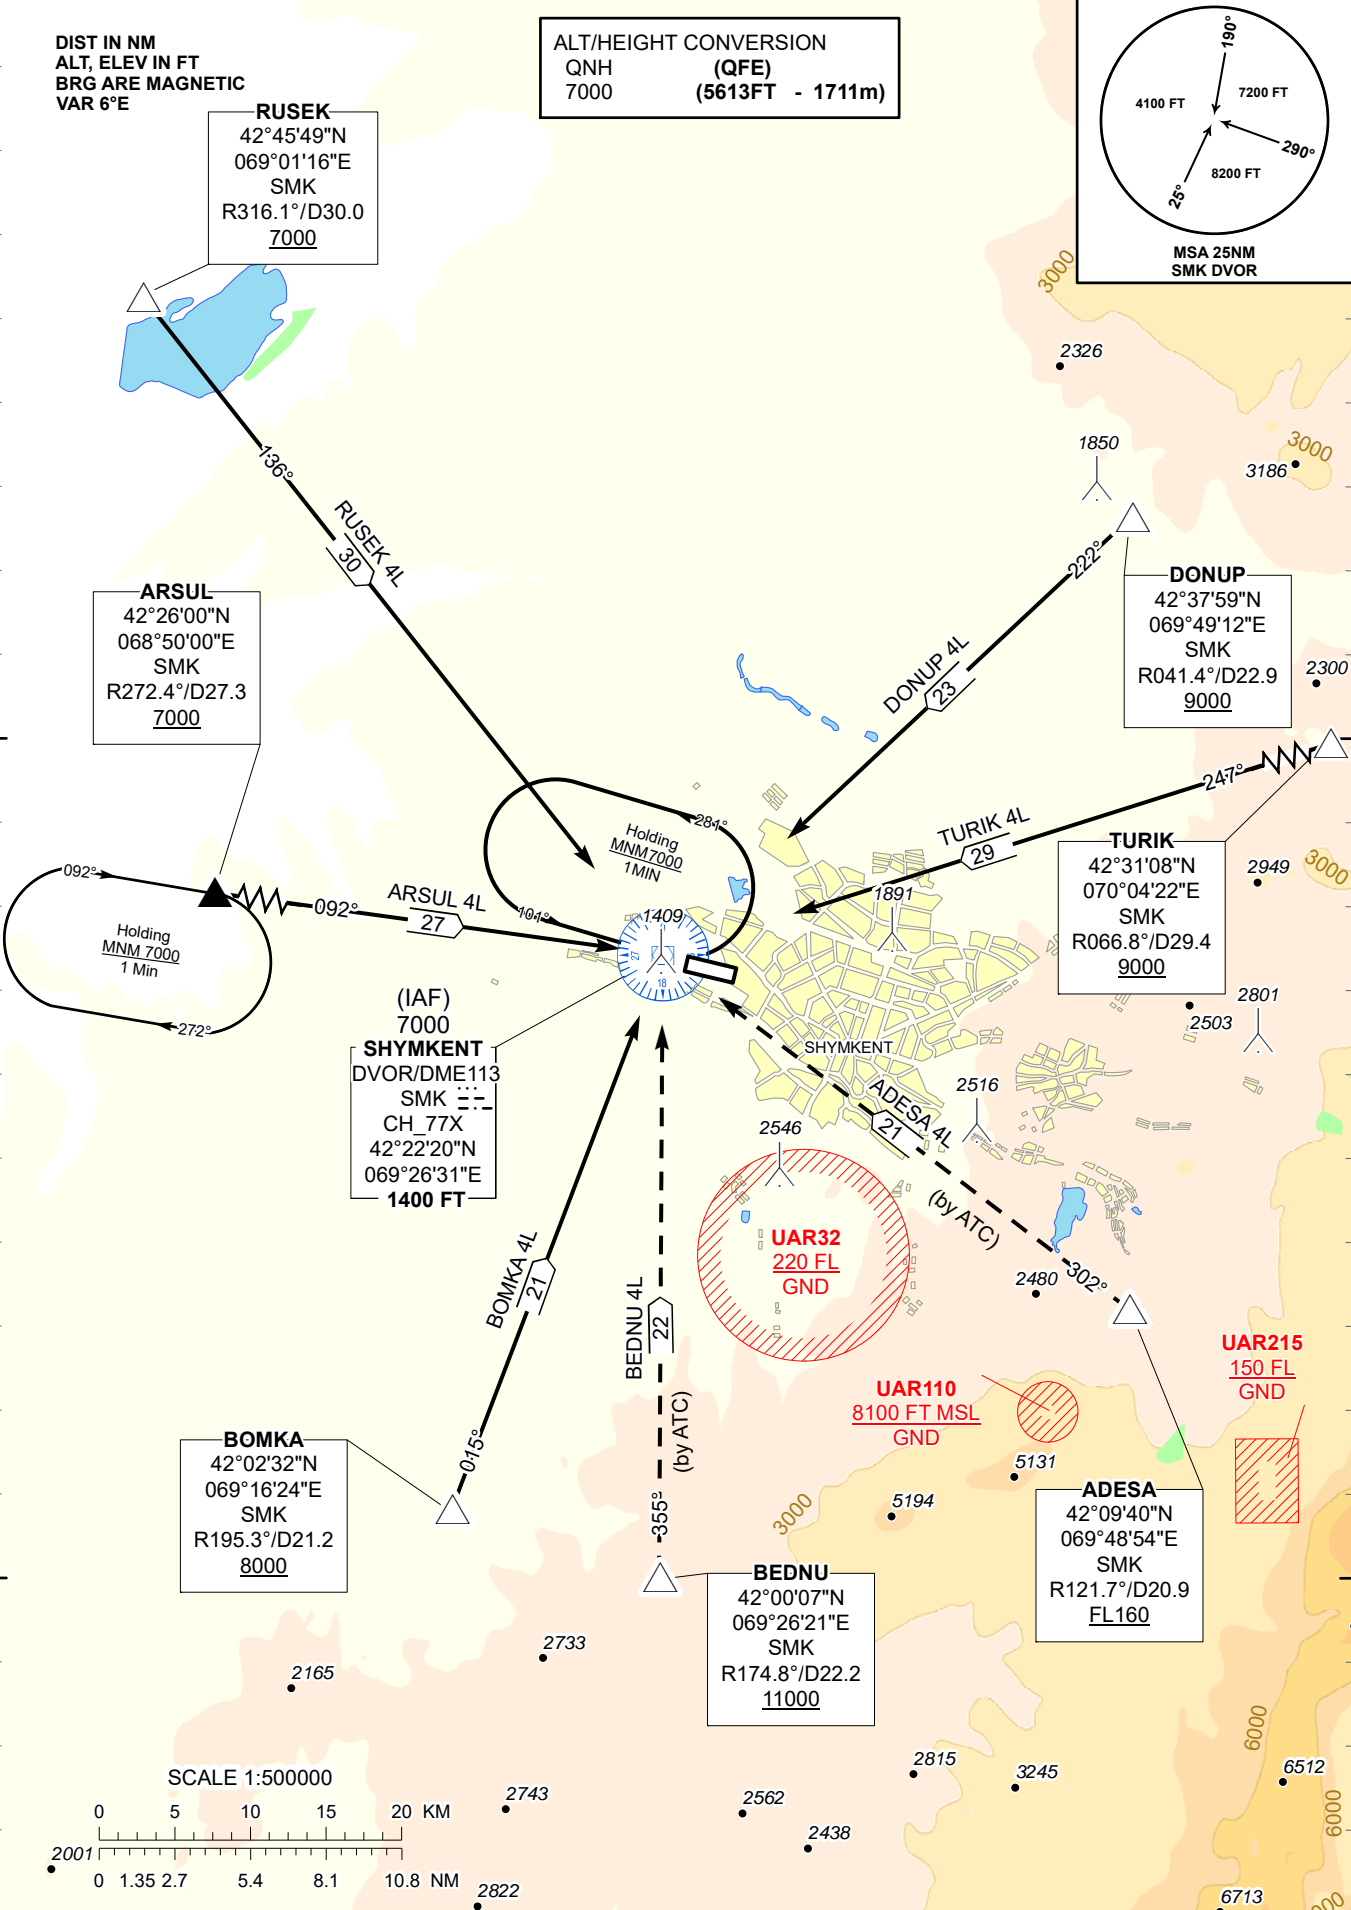 DIST IN NM
ALT, ELEV IN FT
BRG ARE MAGNETIC
VAR 6°E
ALT/HEIGHT CONVERSION
QNH (QFE)
7000 (5613FT - 1711m)
190°
4100 FT
7200 FT
290°
8200 FT
25°
MSA 25NM
SMK DVOR
RUSEK
42°45'49"N
069°01'16"E
SMK
R316.1°/D30.0
7000
3000
2326
1850
3000
3186
136°
RUSEK 4L
30
222°
DONUP
42°37'59"N
069°49'12"E
SMK
R041.4°/D22.9
9000
ARSUL
42°26'00"N
068°50'00"E
SMK
R272.4°/D27.3
7000
DONUP 4L
23
2300
247°
TURIK 4L
29
TURIK
42°31'08"N
070°04'22"E
SMK
R066.8°/D29.4
9000
2949
3000
281°
Holding
MNM7000
1MIN
101°
092°
Holding
MNM 7000
1 Min
272°
092°
ARSUL 4L
27
1409
27
18
1891
2801
2503
(IAF)
7000
SHYMKENT
DVOR/DME113
SMK
CH_77X
42°22'20"N
069°26'31"E
1400 FT
SHYMKENT
ADESA 4L
21
(by ATC)
302°
2516
2546
UAR32
220 FL
GND
2480
BOMKA 4L
21
015°
BEDNU 4L
22
(by ATC)
355°
UAR215
150 FL
GND
UAR110
8100 FT MSL
GND
5131
5194
3000
BOMKA
42°02'32"N
069°16'24"E
SMK
R195.3°/D21.2
8000
ADESA
42°09'40"N
069°48'54"E
SMK
R121.7°/D20.9
FL160
BEDNU
42°00'07"N
069°26'21"E
SMK
R174.8°/D22.2
11000
2733
2165
6000
2815
3245
6512
6000
SCALE 1:500000
0 5 10 15 20 KM
0 1.35 2.7 5.4 8.1 10.8 NM
2001
2743
2562
2438
2822
6713